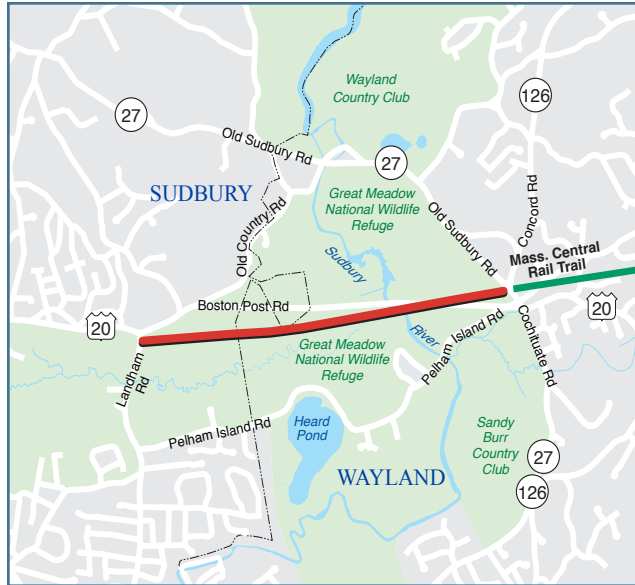 Wayland
Country Club
126
27
Old Sudbury Rd
27
SUDBURY
Great Meadow
National Wildlife
Refuge
Old Country Rd
Old Sudbury Rd
Concord Rd
Sudbury
Mass. Central
Rail Trail
Boston Post Rd
20
20
River
Great Meadow
National Wildlife
Refuge
Pelham Island Rd
Cochituate Rd
Landham
Rd
Pelham Island Rd
Heard
Pond
Sandy
Burr
Country
Club
WAYLAND
27
126